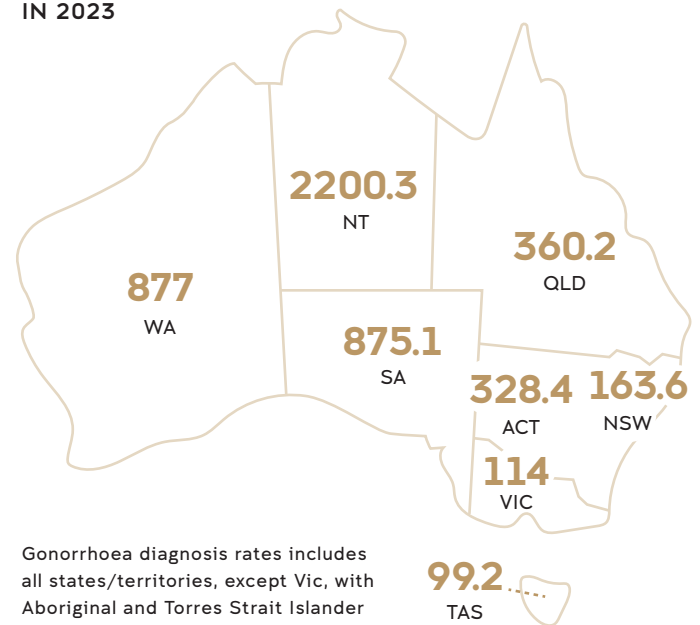 IN 2023
2200.3
NT
360.2
QLD
877
WA
875.1
SA
328.4
ACT
163.6
NSW
114
VIC
Gonorrhoea diagnosis rates includes
all states/territories, except Vic, with
Aboriginal and Torres Strait Islander
99.2
TAS